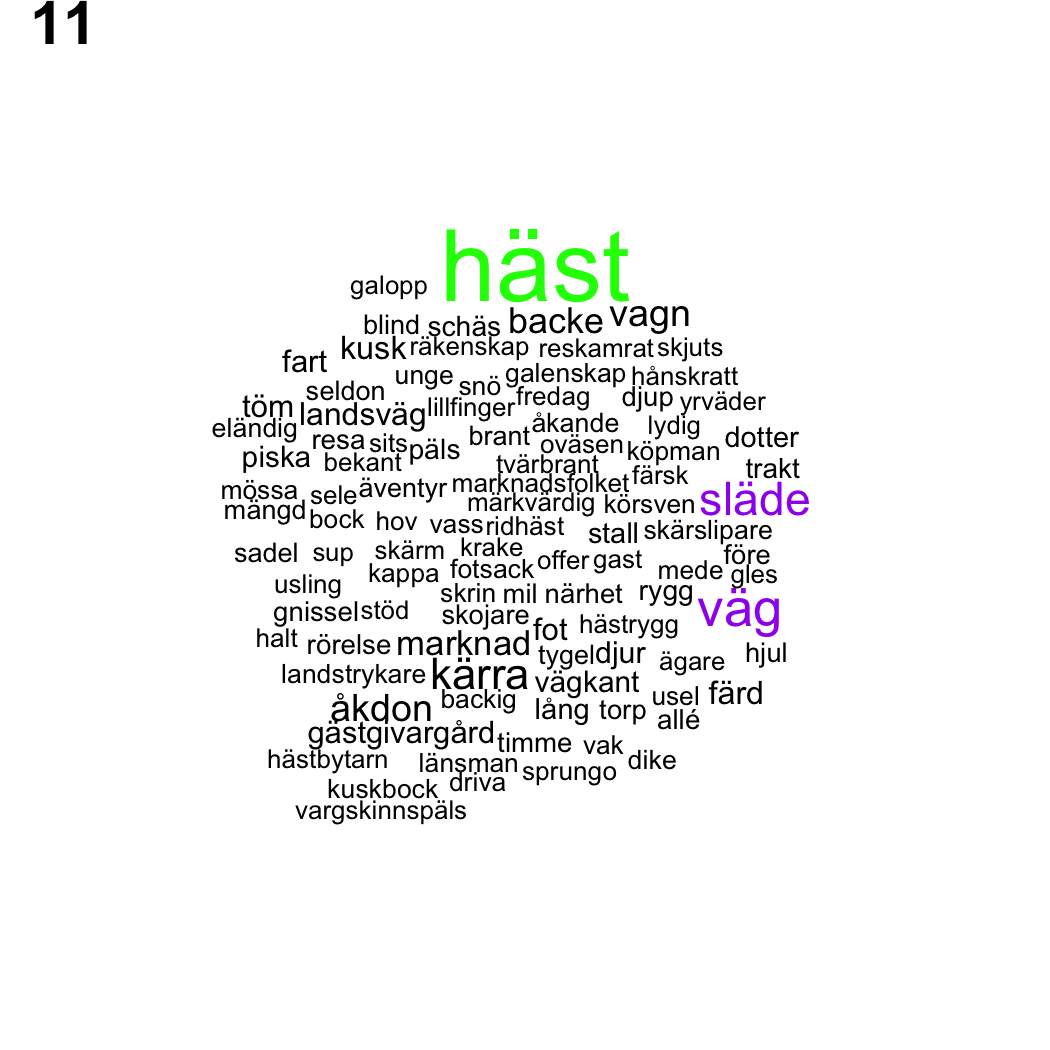 11
häst
galopp
blind schäs backe vagn
kusk räkenskap reskamrat skjuts
fart unge snö galenskap hånskratt
seldon fredag djup yrväder
töm landsväg lillfinger åkande lydig
eländig resa sits päls brant oväsen köpman dotter
piska bekant tvärbrant färsk trakt
mössa sele äventyr marknadsfolket
mängd bock märkvärdig körsven släde
hov vass ridhäst stall skärslipare
sadel sup skärm krake offer gast före
usling kappa fotsack mede gles
skrin mil närhet rygg väg
gnissel stöd skojare fot hästrygg
halt rörelse marknad tygel djur ägare hjul
landstrykare kärra vägkant usel färd
åkdon backig lång torp allé
gästgivargård timme vak
hästbytarn länsman sprungo dike
kuskbock driva
vargskinnspäls